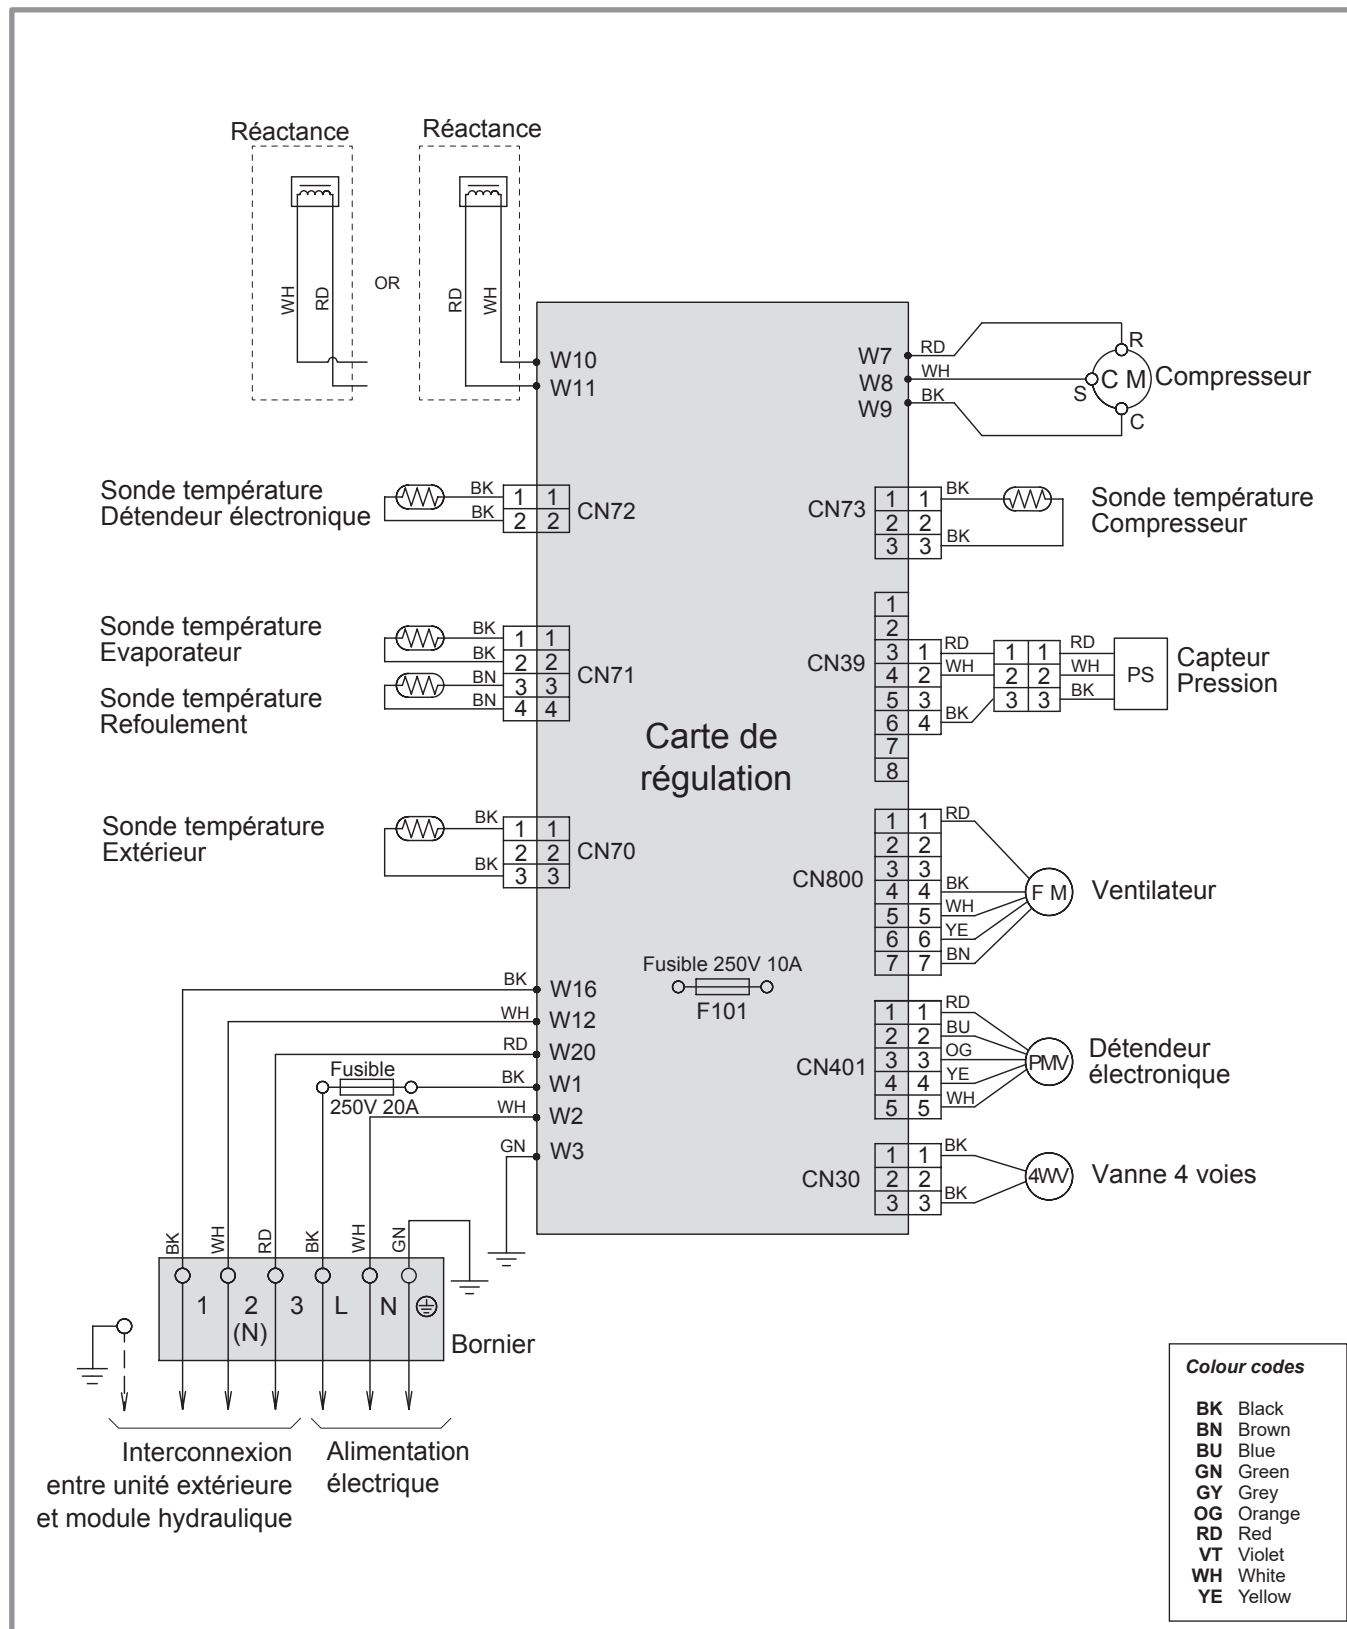 Réactance
Réactance
WH
RD
OR
RD
WH
W10
W11
W7
W8
W9
RD
WH
BK
R
S
C M
C
Compresseur
Sonde température
Détendeur électronique
BK
BK
1 1
2 2
CN72
CN73
1 1
2 2
3 3
BK
BK
Sonde température
Compresseur
Sonde température
Evaporateur
Sonde température
Refoulement
BK
BK
BN
BN
1 1
2 2
3 3
4 4
CN71
CN39
1
2
3 1
4 2
5 3
6 4
7
8
RD
WH
BK
1 1
2 2
3 3
RD
WH
BK
PS
Capteur
Pression
Carte de
régulation
Sonde température
Extérieur
BK
BK
1 1
2 2
3 3
CN70
CN800
1 1
2 2
3 3
4 4
5 5
6 6
7 7
RD
BK
WH
YE
BN
F M
Ventilateur
Fusible 250V 10A
F101
BK
W16
WH
W12
RD
W20
Fusible
250V 20A
BK
W1
WH
W2
GN
W3
CN401
1 1
2 2
3 3
4 4
5 5
RD
BU
OG
YE
WH
PMV
Détendeur
électronique
CN30
1 1
2 2
3 3
BK
BK
4WV
Vanne 4 voies
BK
WH
RD
BK
WH
GN
1 2 3 L N
(N)
Bornier
Interconnexion
entre unité extérieure
et module hydraulique
Alimentation
électrique
Colour codes
BK Black
BN Brown
BU Blue
GN Green
GY Grey
OG Orange
RD Red
VT Violet
WH White
YE Yellow